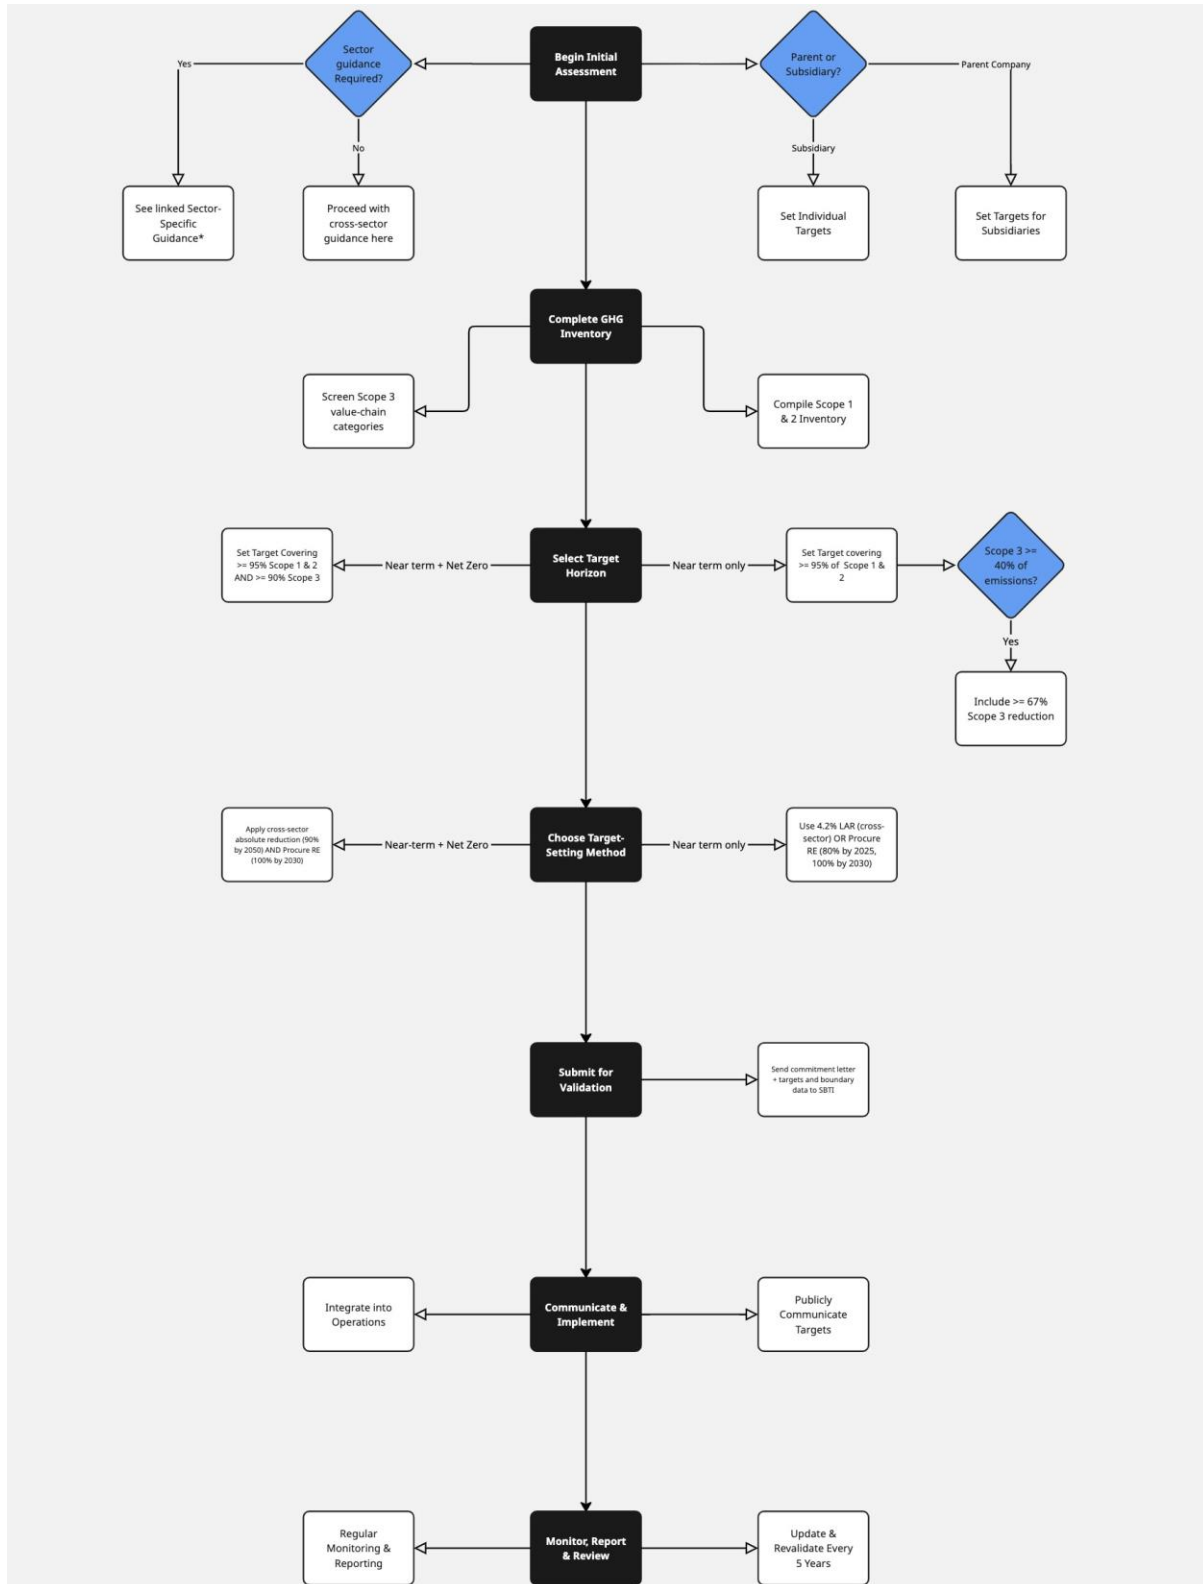 Sector
guidance
Required?
Begin Initial
Assessment
Parent or
Subsidiary?
Yes
Parent Company
No
Subsidiary
See linked Sector-
Specific
Guidance*
Proceed with
cross-sector
guidance here
Set Individual
Targets
Set Targets for
Subsidiaries
Complete GHG
Inventory
Screen Scope 3
value-chain
categories
Compile Scope 1
& 2 Inventory
Set Target Covering
>= 95% Scope 1 & 2
AND >= 90% Scope 3
Near term + Net Zero
Select Target
Horizon
Near term only
Set Target covering
>= 95% of Scope 1 &
2
Scope 3 >=
40% of
emissions?
Yes
Include >= 67%
Scope 3 reduction
Apply cross-sector
absolute reduction (90%
by 2050) AND Procure RE
(100% by 2030)
Near-term + Net Zero
Choose Target-
Setting Method
Near term only
Use 4.2% LAR (cross-
sector) OR Procure
RE (80% by 2025,
100% by 2030)
Submit for
Validation
Send commitment letter
+ targets and boundary
data to SBTI
Integrate into
Operations
Communicate &
Implement
Publicly
Communicate
Targets
Regular
Monitoring &
Reporting
Monitor, Report
& Review
Update &
Revalidate Every
5 Years